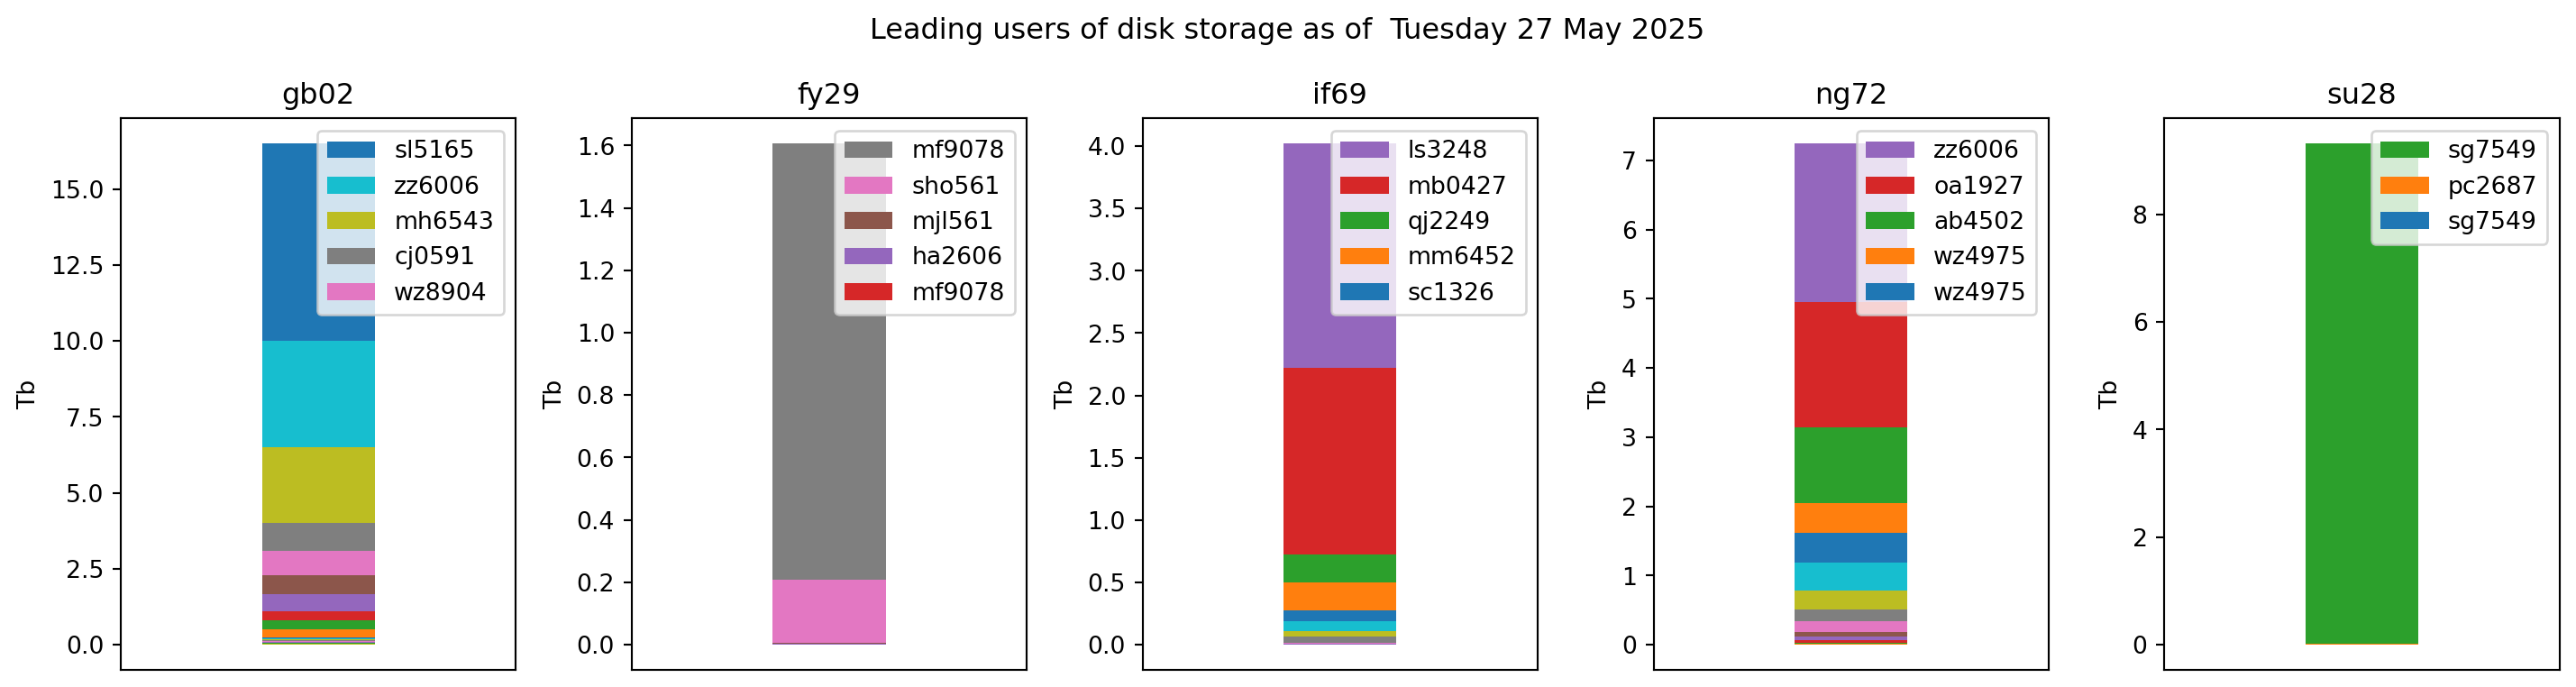 Leading users of disk storage as of  Tuesday 27 May 2025
gb02
Tb
15.0
12.5
10.0
7.5
5.0
2.5
0.0
sl5165
zz6006
mh6543
cj0591
wz8904
fy29
Tb
1.6
1.4
1.2
1.0
0.8
0.6
0.4
0.2
0.0
mf9078
sho561
mjl561
ha2606
mf9078
if69
Tb
4.0
3.5
3.0
2.5
2.0
1.5
1.0
0.5
0.0
ls3248
mb0427
qj2249
mm6452
sc1326
ng72
Tb
7
6
5
4
3
2
1
0
zz6006
oa1927
ab4502
wz4975
wz4975
su28
Tb
8
6
4
2
0
sg7549
pc2687
sg7549